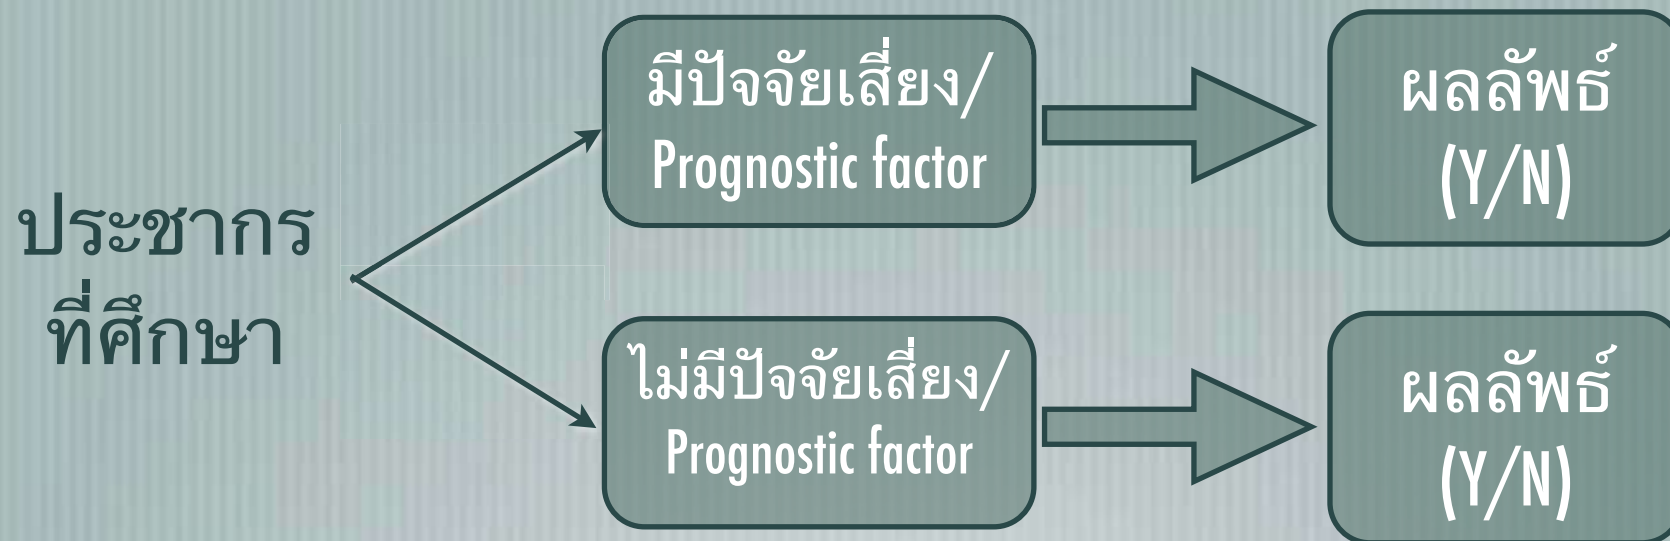 ประชากร
ที่ศึกษา
มีปัจจัยเสี่ยง/
Prognostic factor
ผลลัพธ์
(Y/N)
ไม่มีปัจจัยเสี่ยง/
Prognostic factor
ผลลัพธ์
(Y/N)